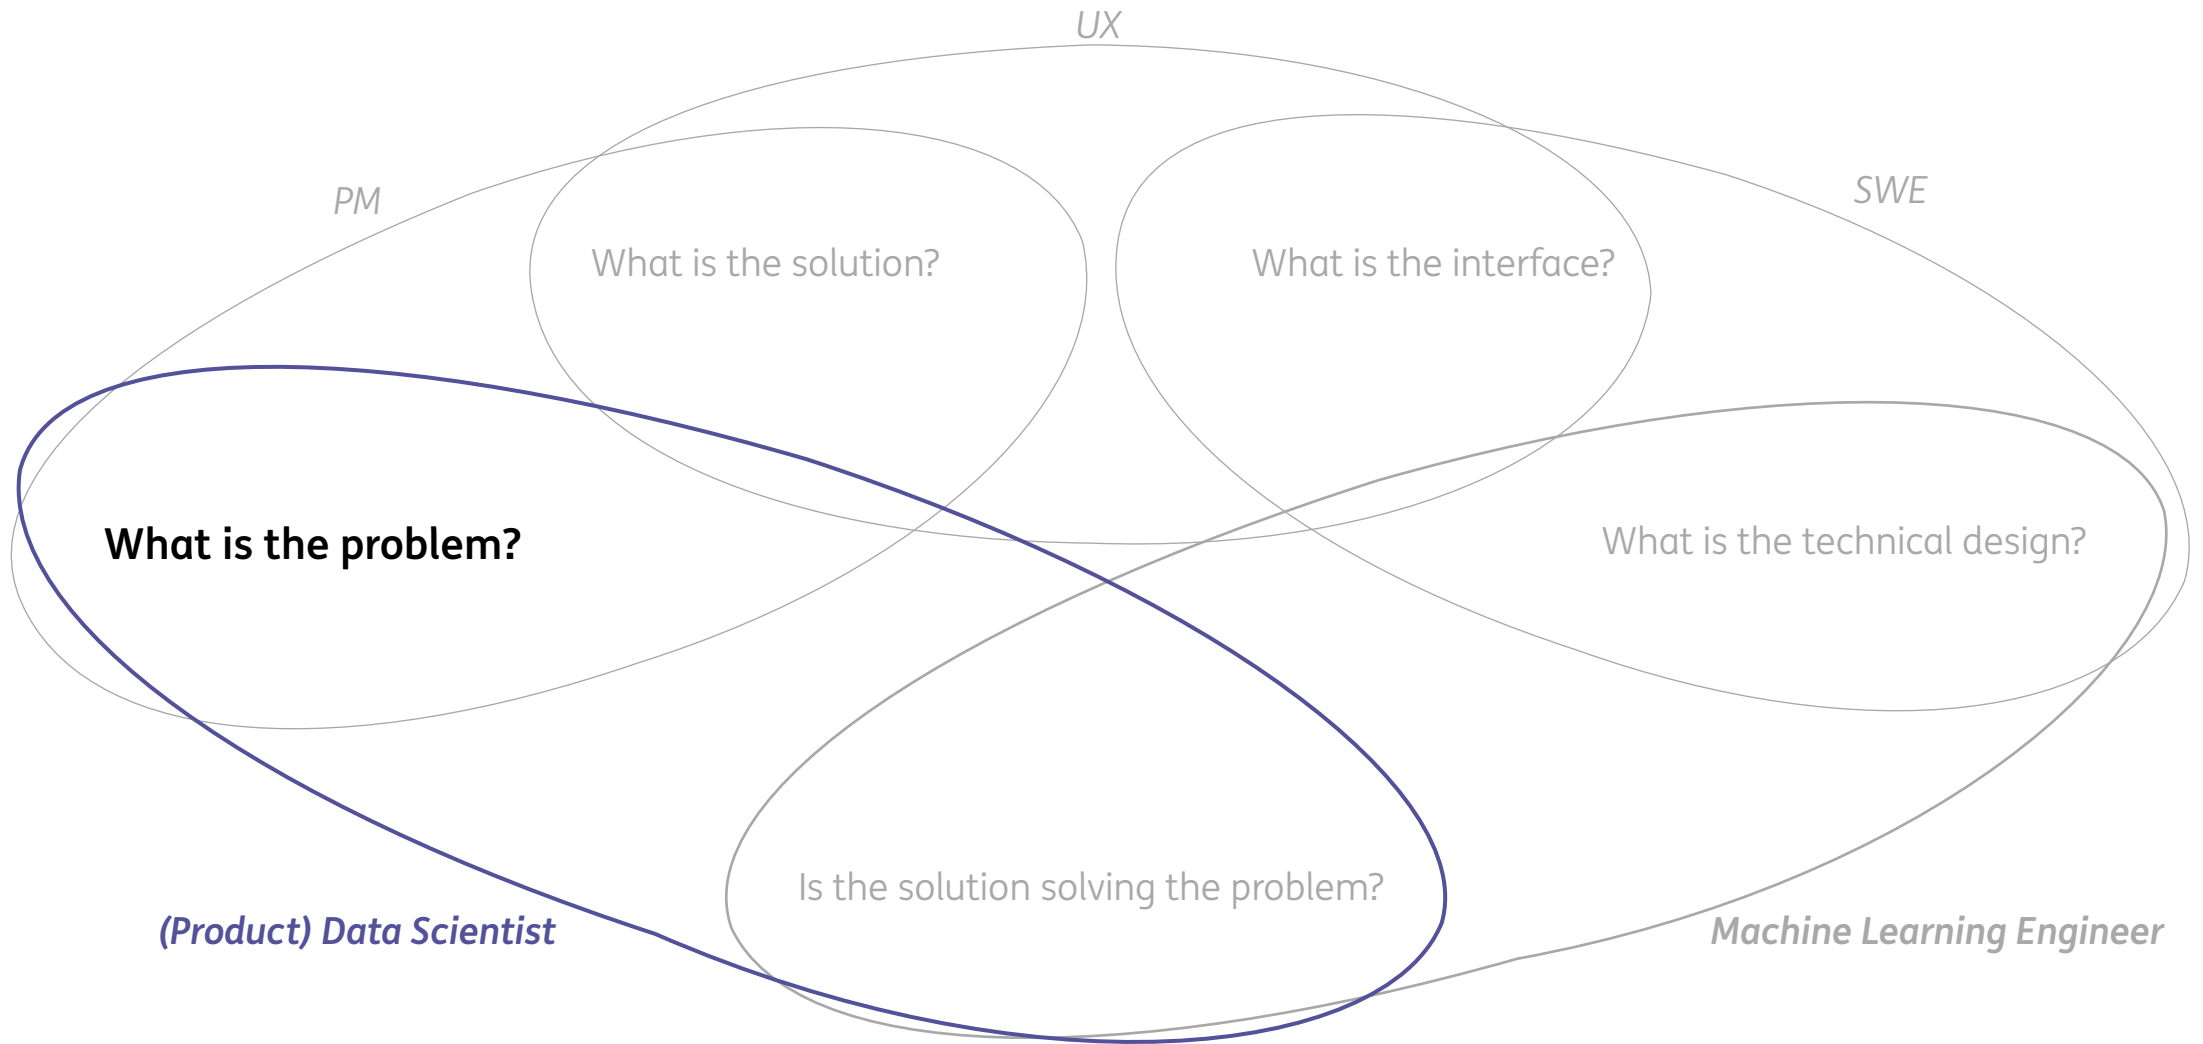 UX
PM
SWE
What is the solution?
What is the interface?
What is the problem?
What is the technical design?
Is the solution solving the problem?
(Product) Data Scientist
Machine Learning Engineer